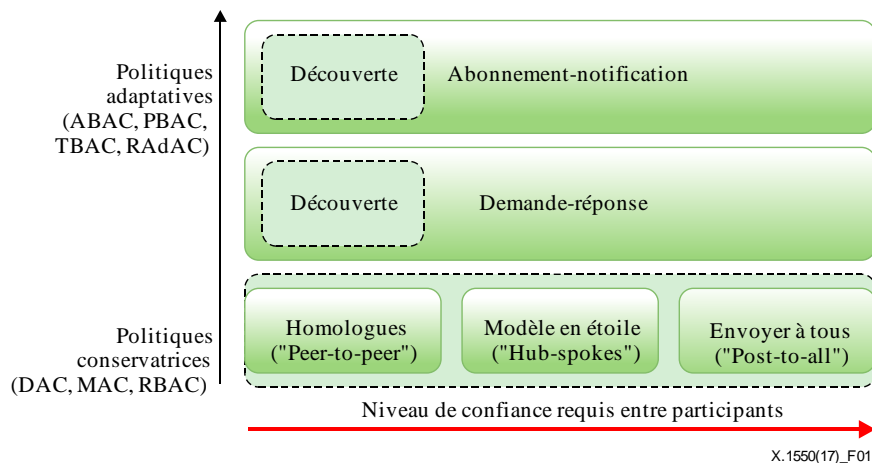 Politiques
adaptatives
(ABAC, PBAC,
TBAC, RAdAC)
Découverte
Abonnement-notification
Découverte
Demande-réponse
Politiques
conservatrices
(DAC, MAC, RBAC)
Homologues
("Peer-to-peer")
Modèle en étoile
("Hub-spokes")
Envoyer à tous
("Post-to-all")
Niveau de confiance requis entre participants
X.1550(17)_F01